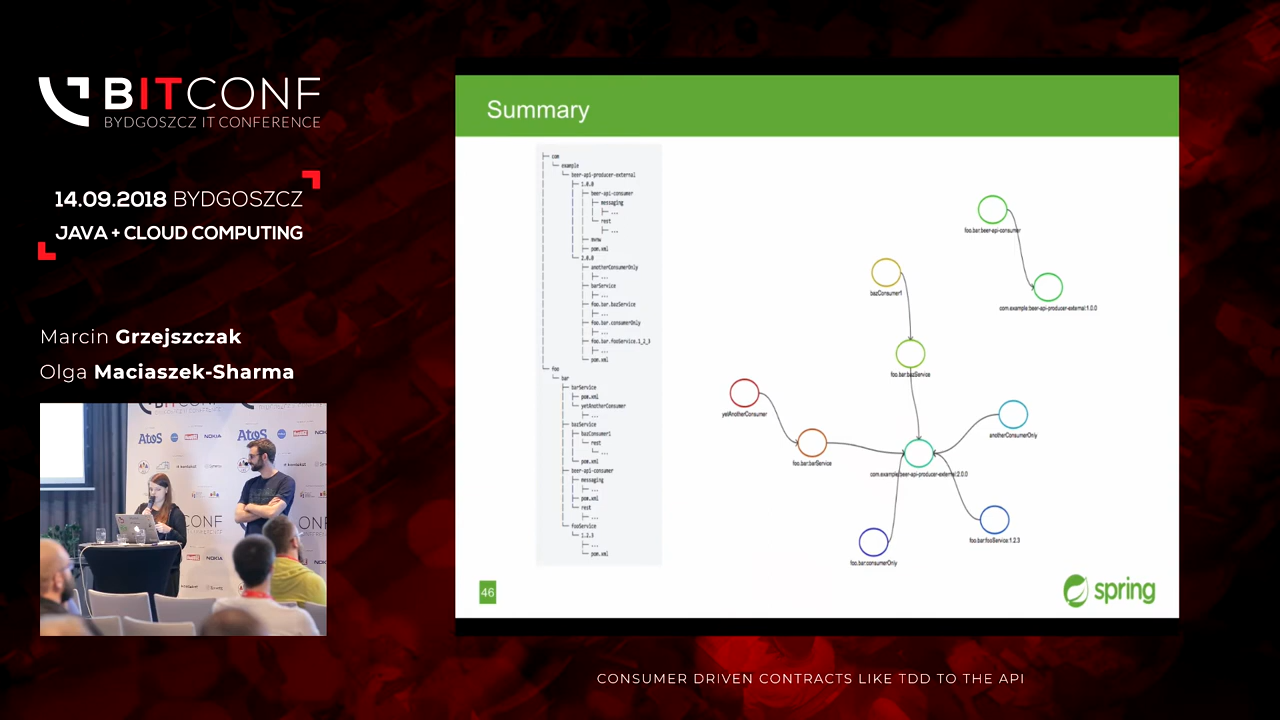 BITCONF
BYDGOSZCZ IT CONFERENCE
14.09.2018 BYDGOSZCZ
JAVA + CLOUD COMPUTING
Marcin Grzejszczak
Olga Maciaszek-Sharma
Atos
NOKIA
Atos
CONF
Summary
com
example
beer-api-producer-external
1.0.0
beer-api-consumer
messaging
...
rest
...
mvnw
pom.xml
2.0.0
anotherConsumerOnly
...
barService
...
foo.bar.bazService
...
foo.bar.consumerOnly
...
foo.bar.fooService.1_2_3
...
pom.xml
foo
bar
barService
pom.xml
yetAnotherConsumer
...
bazService
bazConsumer1
rest
...
pom.xml
beer-api-consumer
messaging
...
pom.xml
rest
...
fooService
1.2.3
...
pom.xml
foo.bar:beer-api-consumer
com.example:beer-api-producer-external:1.0.0
bazConsumer1
foo.bar:bazService
yetAnotherConsumer
anotherConsumerOnly
foo.bar:barService
com.example:beer-api-producer-external:2.0.0
foo.bar:fooService:1.2.3
foo.bar:consumerOnly
46
spring
CONSUMER DRIVEN CONTRACTS LIKE TDD TO THE API